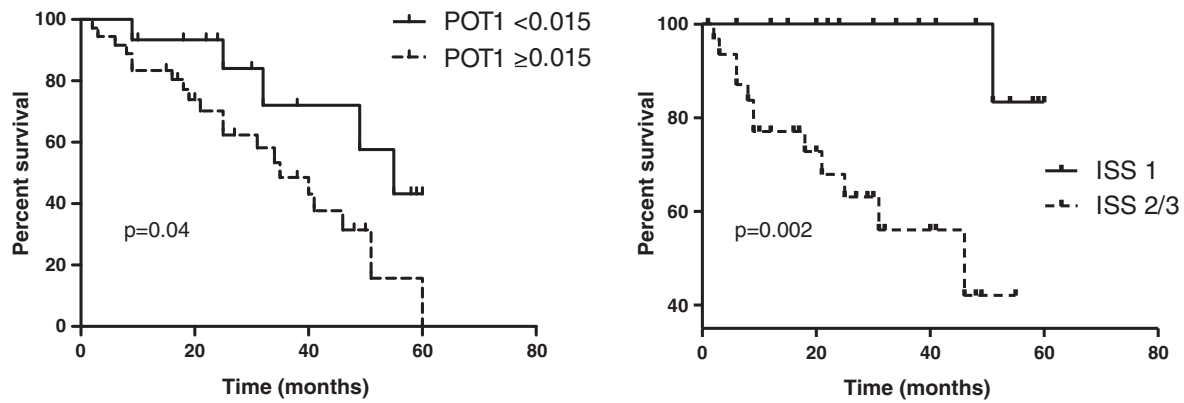 100
80
60
40
20
0
Percent survival
POT1 <0.015
POT1 ≥0.015
p=0.04
0 20 40 60 80
Time (months)
100
80
60
40
Percent survival
ISS 1
ISS 2/3
p=0.002
0 20 40 60 80
Time (months)